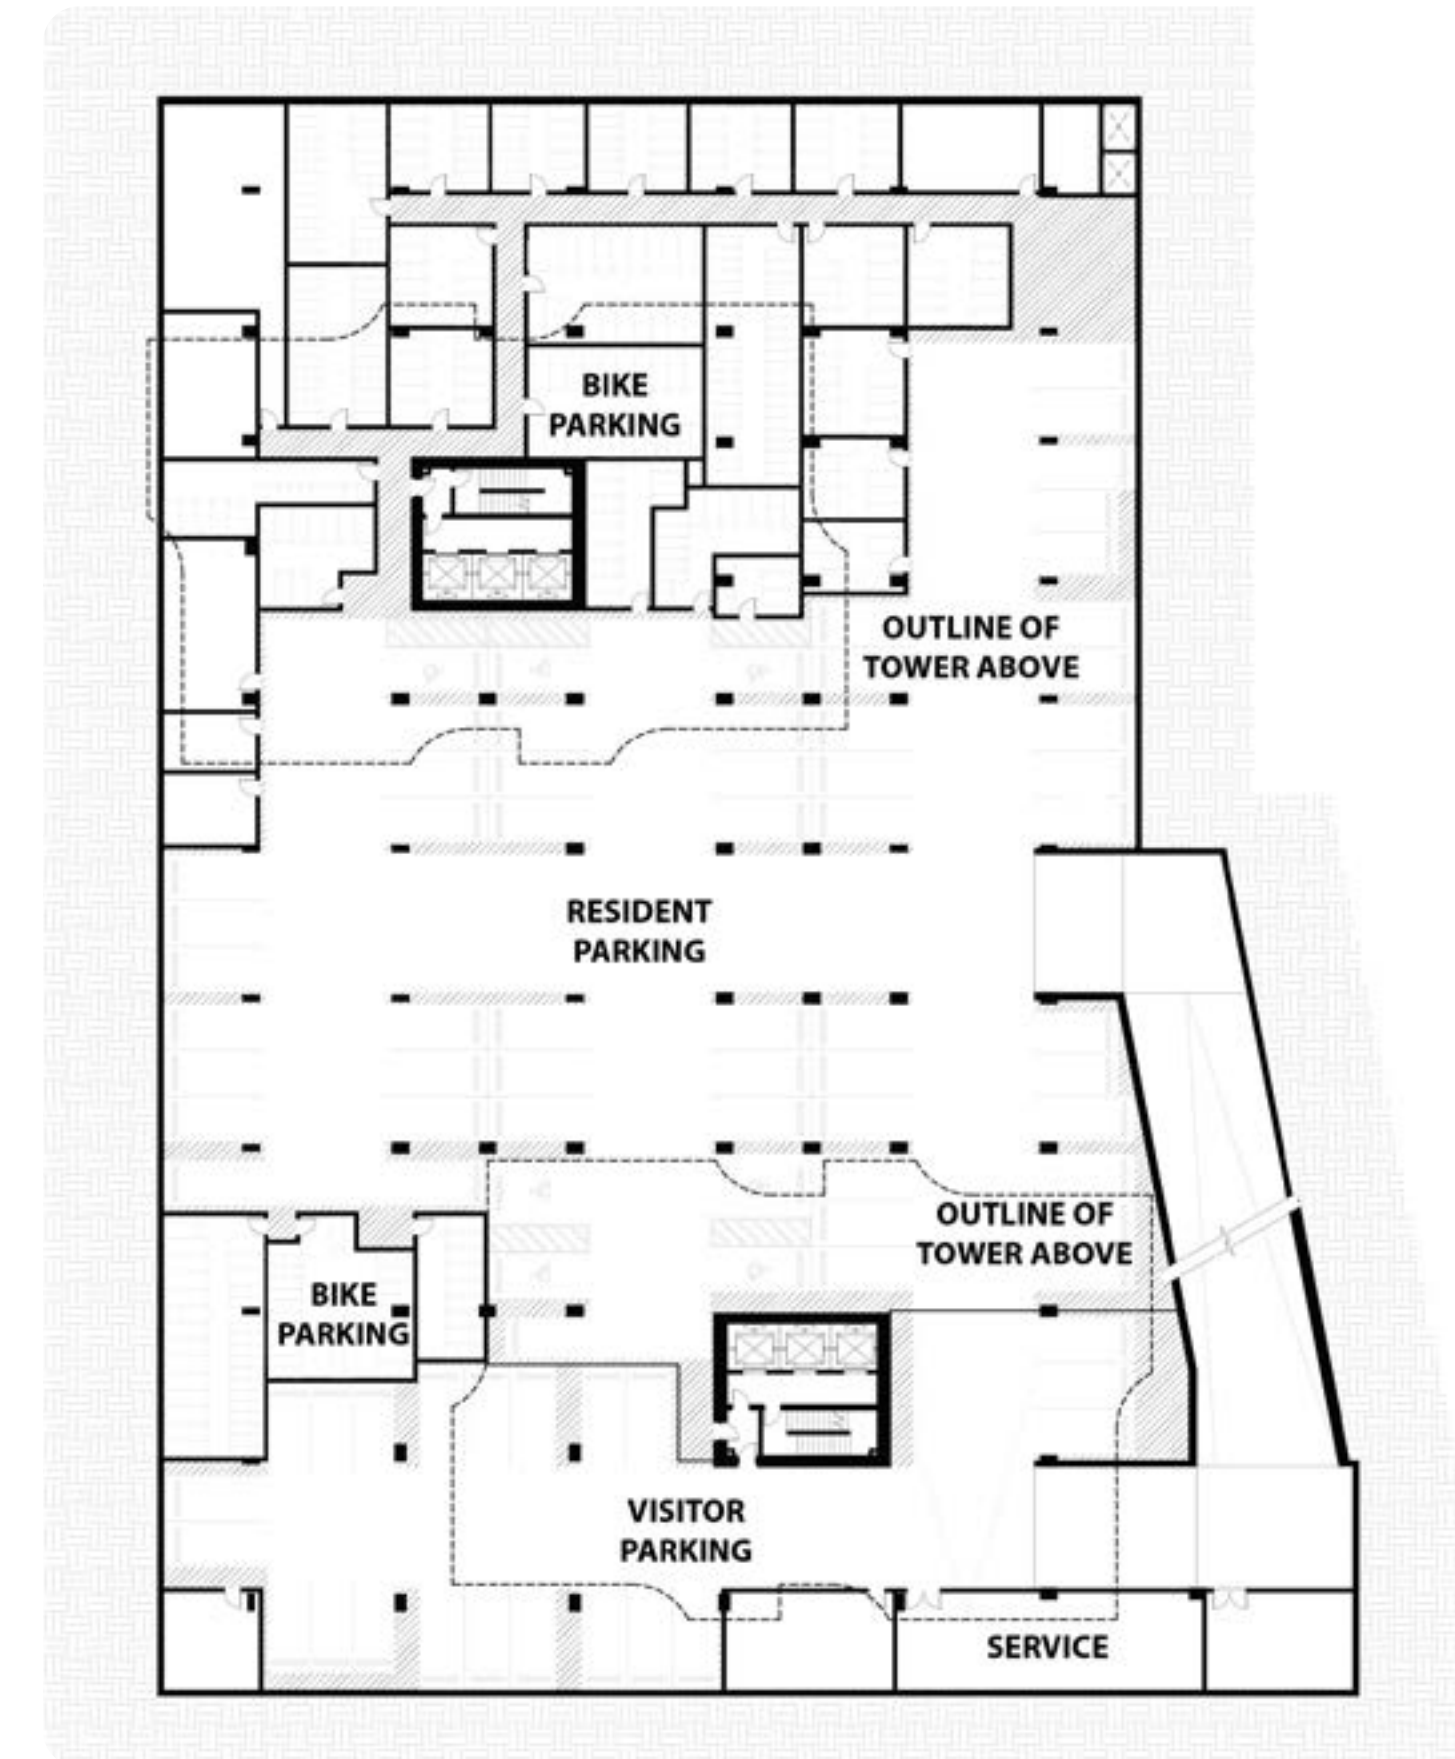 BIKE
PARKING
OUTLINE OF
TOWER ABOVE
RESIDENT
PARKING
OUTLINE OF
TOWER ABOVE
BIKE
PARKING
VISITOR
PARKING
SERVICE